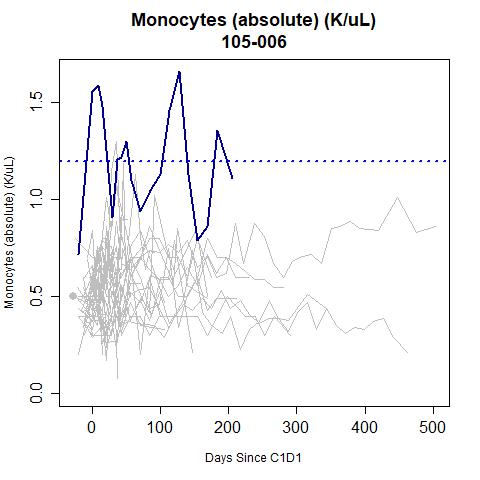 Monocytes (absolute) (K/uL)
105-006
Monocytes (absolute) (K/uL)
1.5
1.0
0.5
0.0
0 100 200 300 400 500
Days Since C1D1